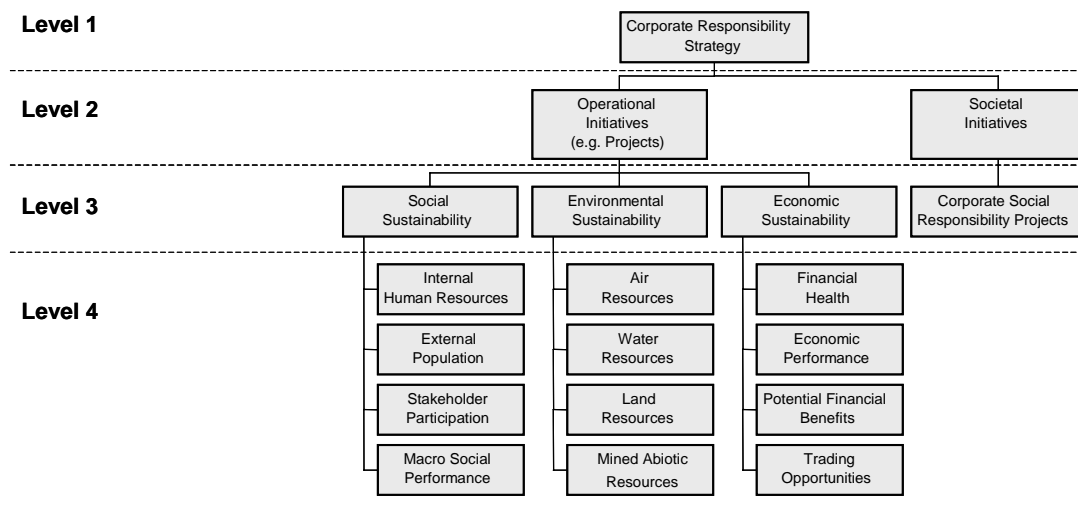 Level 1
Corporate Responsibility
Strategy
Level 2
Operational
Initiatives
(e.g. Projects)
Societal
Initiatives
Level 3
Social
Sustainability
Environmental
Sustainability
Economic
Sustainability
Corporate Social
Responsibility Projects
Level 4
Internal
Human Resources
Air
Resources
Financial
Health
External
Population
Water
Resources
Economic
Performance
Stakeholder
Participation
Land
Resources
Potential Financial
Benefits
Macro Social
Performance
Mined Abiotic
Resources
Trading
Opportunities